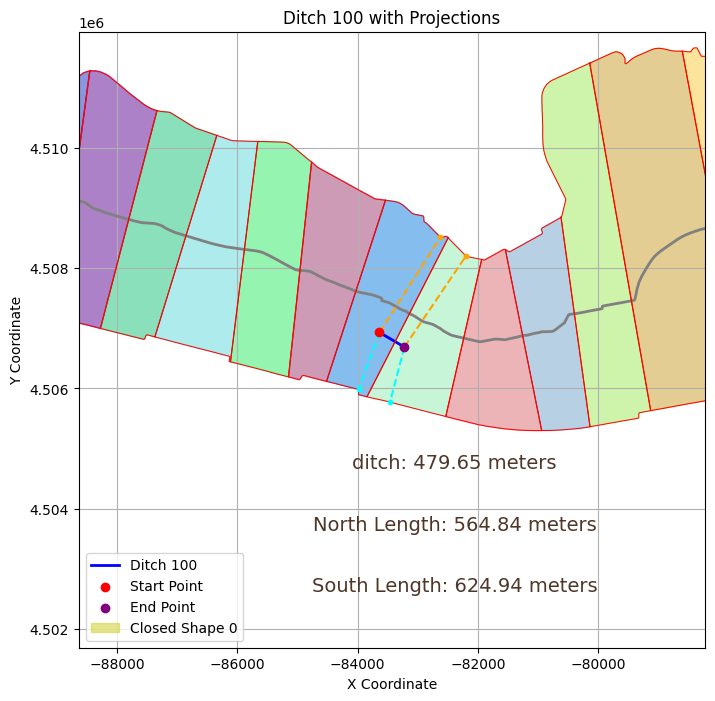 Ditch 100 with Projections
1e6
4.510
4.508
4.506
4.504
4.502
Y Coordinate
ditch: 479.65 meters
North Length: 564.84 meters
South Length: 624.94 meters
Ditch 100
Start Point
End Point
Closed Shape 0
−88000 −86000 −84000 −82000 −80000
X Coordinate